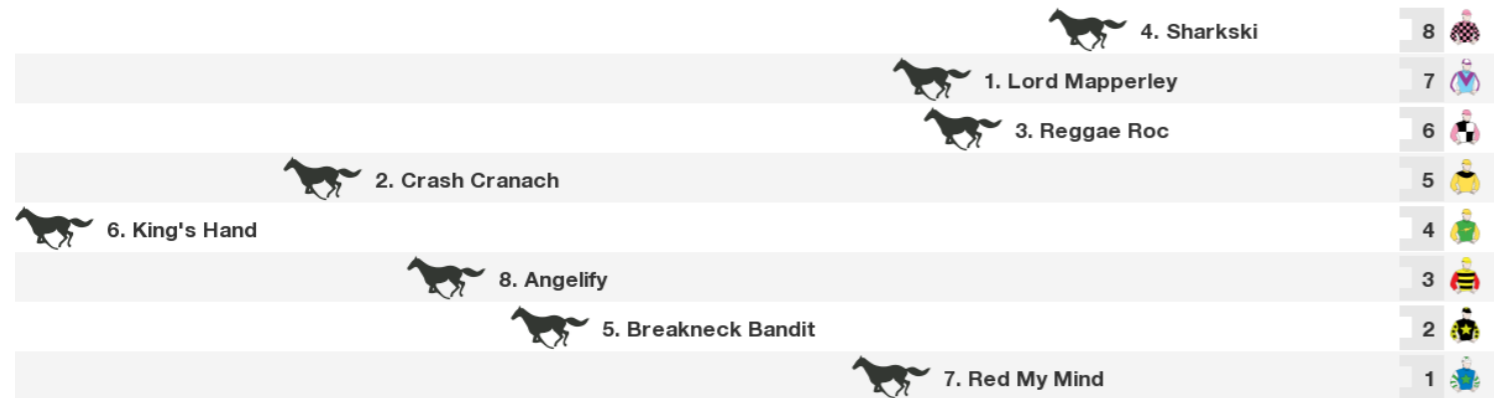 4. Sharkski 8
1. Lord Mapperley 7
3. Reggae Roc 6
2. Crash Cranach 5
6. King's Hand 4
8. Angelify 3
5. Breakneck Bandit 2
7. Red My Mind 1